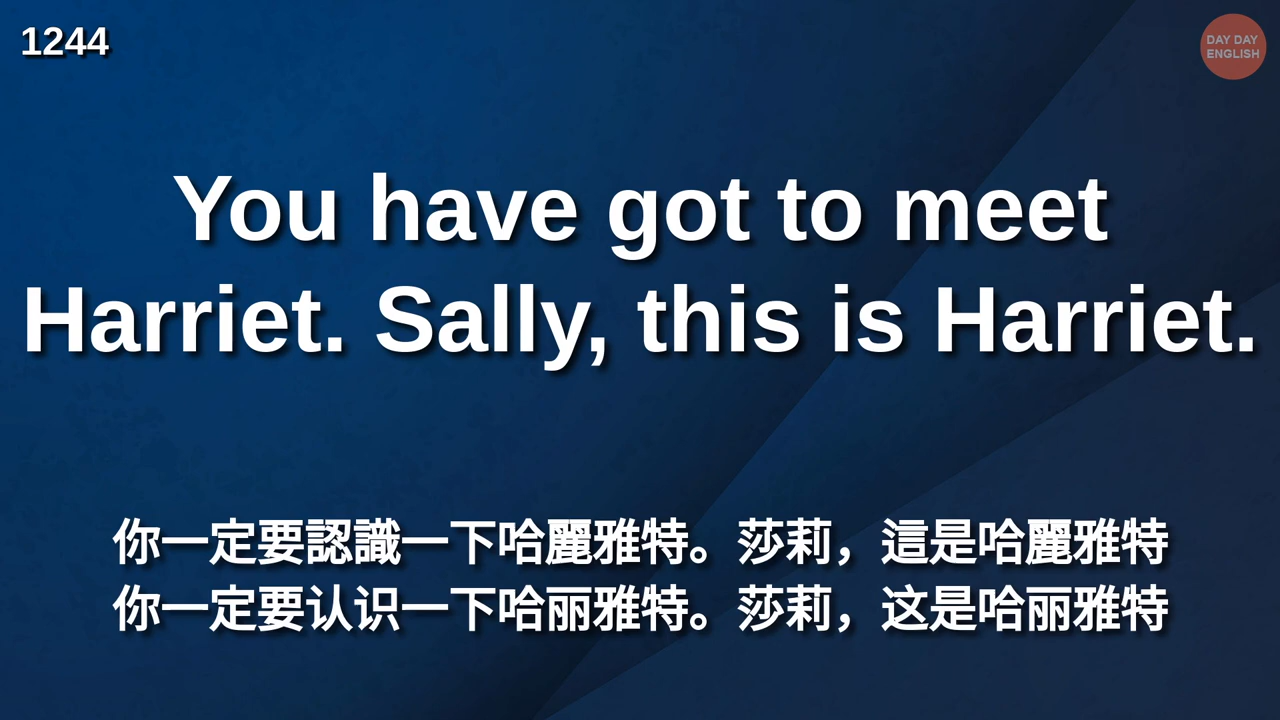 1244
DAY DAY
ENGLISH
You have got to meet
Harriet. Sally, this is Harriet.
你一定要認識一下哈麗雅特。莎莉，這是哈麗雅特
你一定要认识一下哈丽雅特。莎莉，这是哈丽雅特